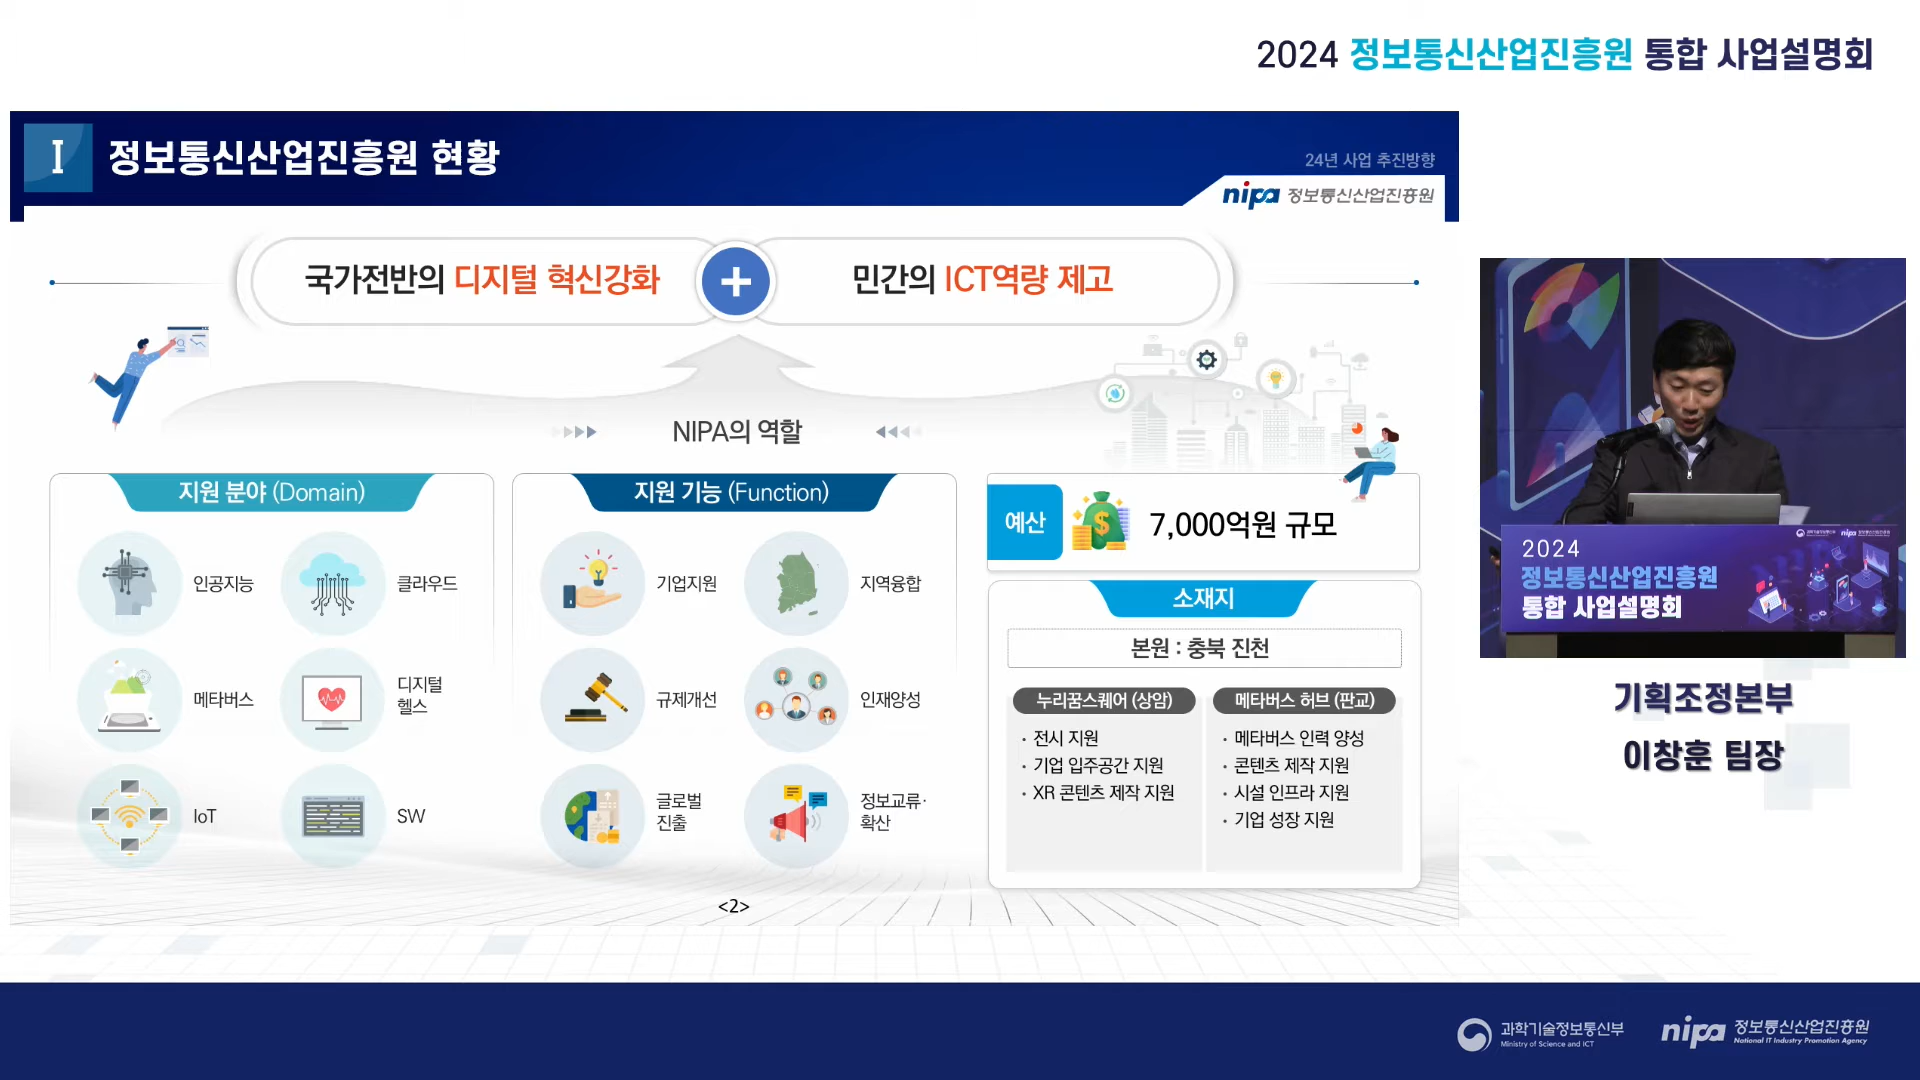 2024 정보통신산업진흥원 통합 사업설명회
I 정보통신산업진흥원 현황
24년 사업 추진방향
nipa 정보통신산업진흥원
국가전반의 디지털 혁신강화 + 민간의 ICT역량 제고
NIPA의 역할
지원 분야 (Domain)
인공지능
클라우드
메타버스
디지털
헬스
IoT
SW
지원 기능 (Function)
기업지원
지역융합
규제개선
인재양성
글로벌
진출
정보교류·
확산
예산
7,000억원 규모
소재지
본원 : 충북 진천
누리꿈스퀘어 (상암)
· 전시 지원
· 기업 입주공간 지원
· XR 콘텐츠 제작 지원
메타버스 허브 (판교)
· 메타버스 인력 양성
· 콘텐츠 제작 지원
· 시설 인프라 지원
· 기업 성장 지원
<2>
2024
정보통신산업진흥원
통합 사업설명회
기획조정본부
이창훈 팀장
과학기술정보통신부
Ministry of Science and ICT
nipa 정보통신산업진흥원
National IT Industry Promotion Agency